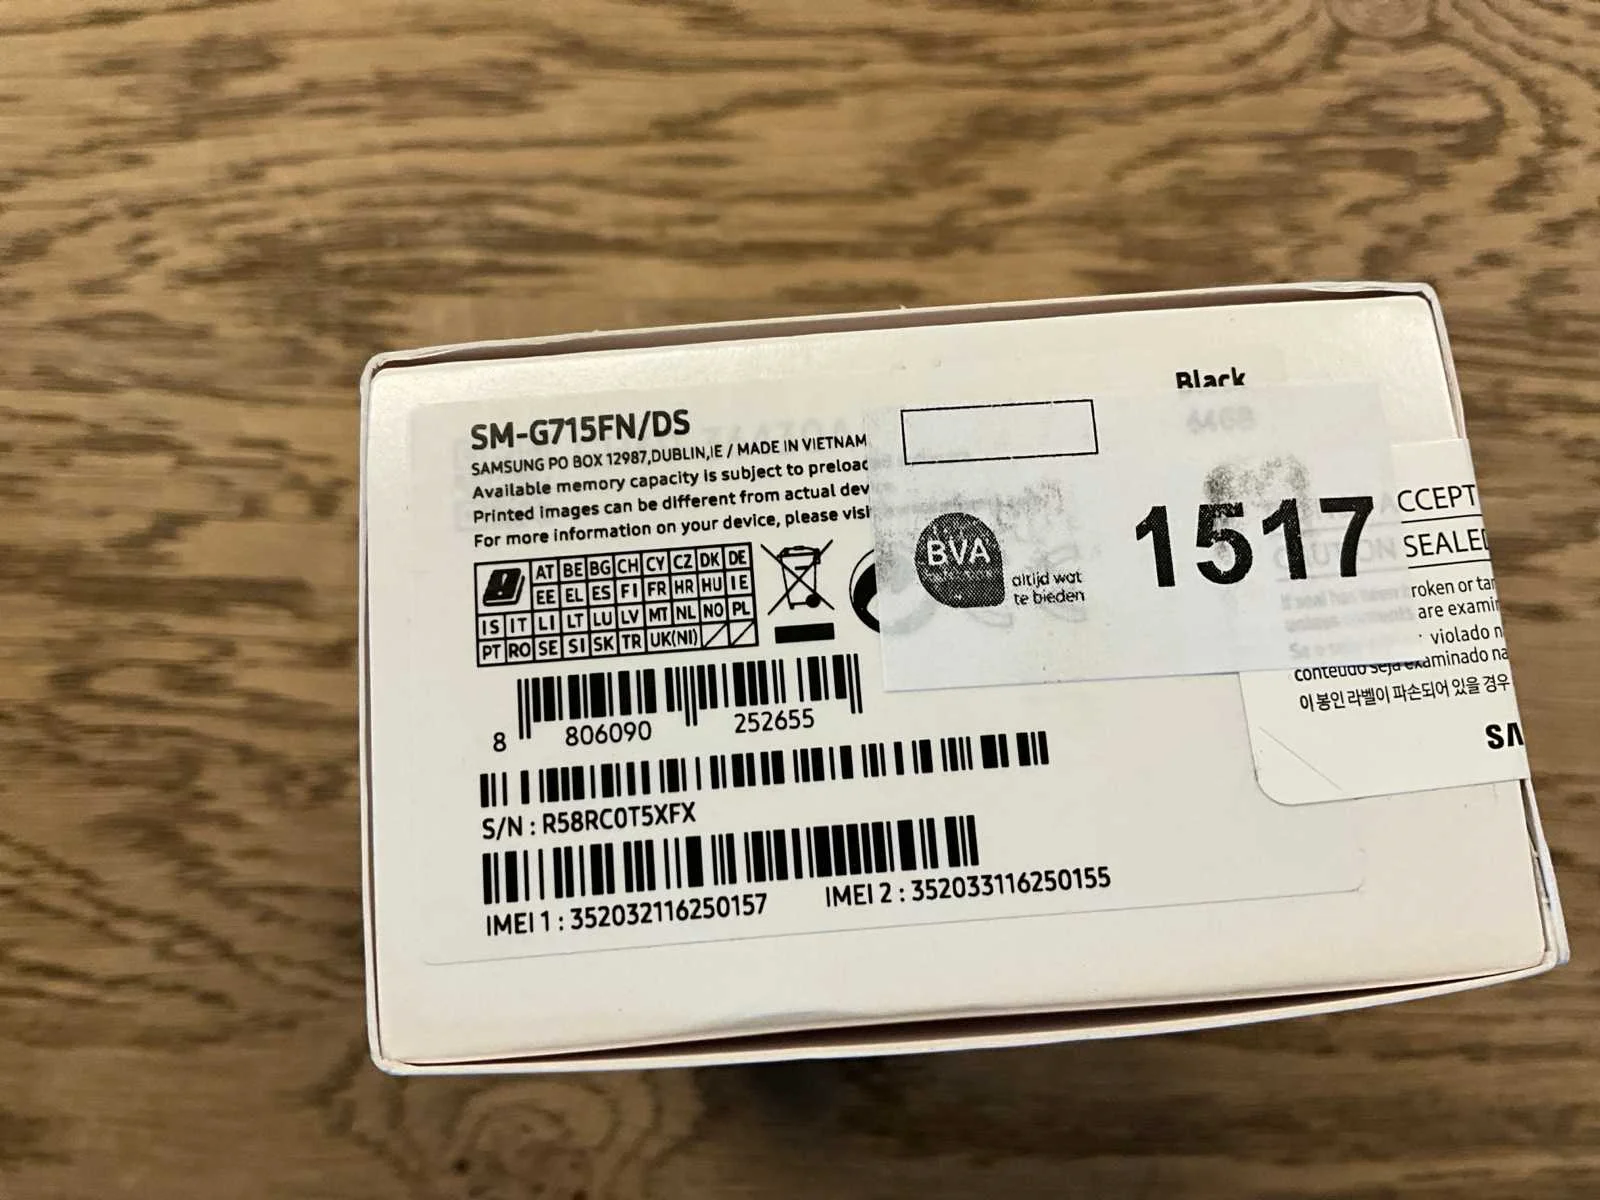 SM-G715FN/DS
SAMSUNG PO BOX 12987,DUBLIN,IE / MADE IN VIETNAM
Available memory capacity is subject to preload
Printed images can be different from actual dev
For more information on your device, please visi
AT BE BG CH CY CZ DK DE
EE EL ES FI FR HR HU IE
IS IT LI LT LU LV MT NL NO PL
PT RO SE SI SK TR UK(NI)
8 806090 252655
S/N : R58RC0T5XFX
IMEI 1 : 352032116250157 IMEI 2 : 352033116250155
Black
64GB
BVA
altijd wat
te bieden
1517
CCEPT
SEALED
roken or tar
are examin
violado n
conteúdo seja examinado na
이 봉인 라벨이 파손되어 있을 경우
SA